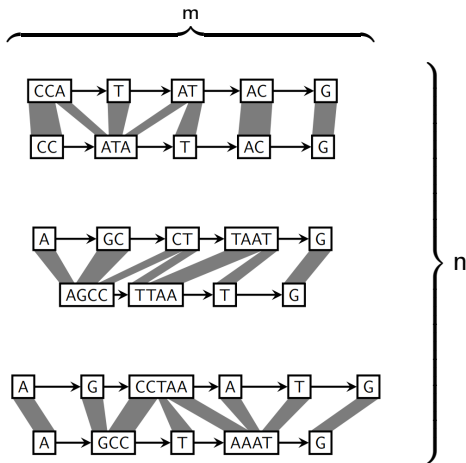 m
CCA T AT AC G
CC ATA T AC G
A GC CT TAAT G
n
AGCC TTAA T G
A G CCTAA A T G
A GCC T AAAT G